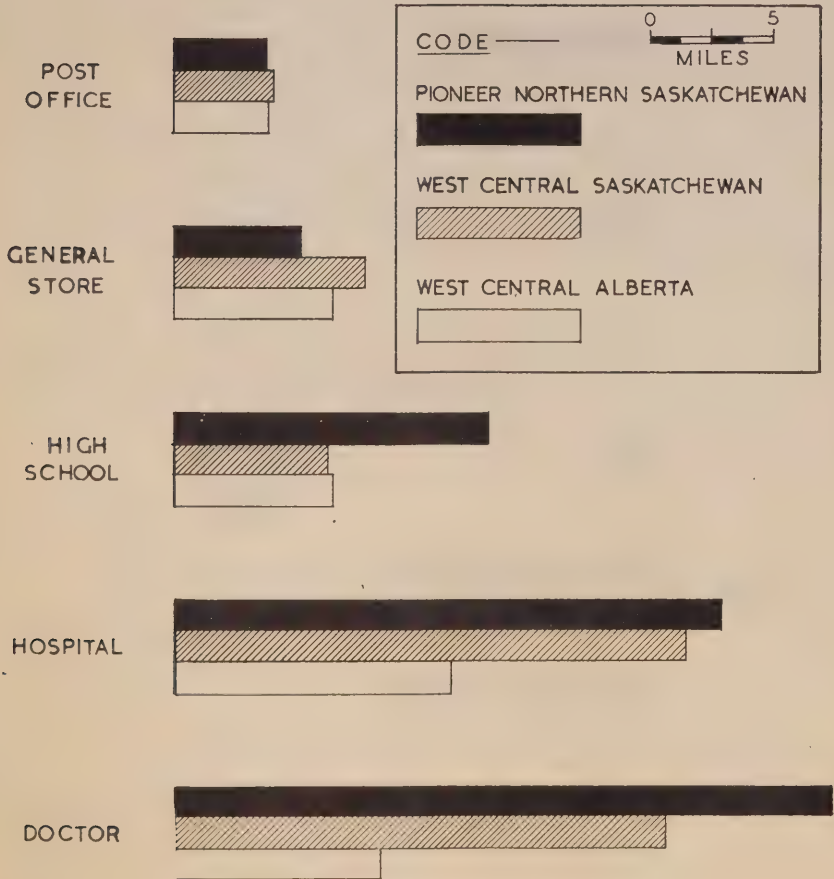 POST
OFFICE
GENERAL
STORE
HIGH
SCHOOL
HOSPITAL
DOCTOR
CODE
0 5
MILES
PIONEER NORTHERN SASKATCHEWAN
WEST CENTRAL SASKATCHEWAN
WEST CENTRAL ALBERTA